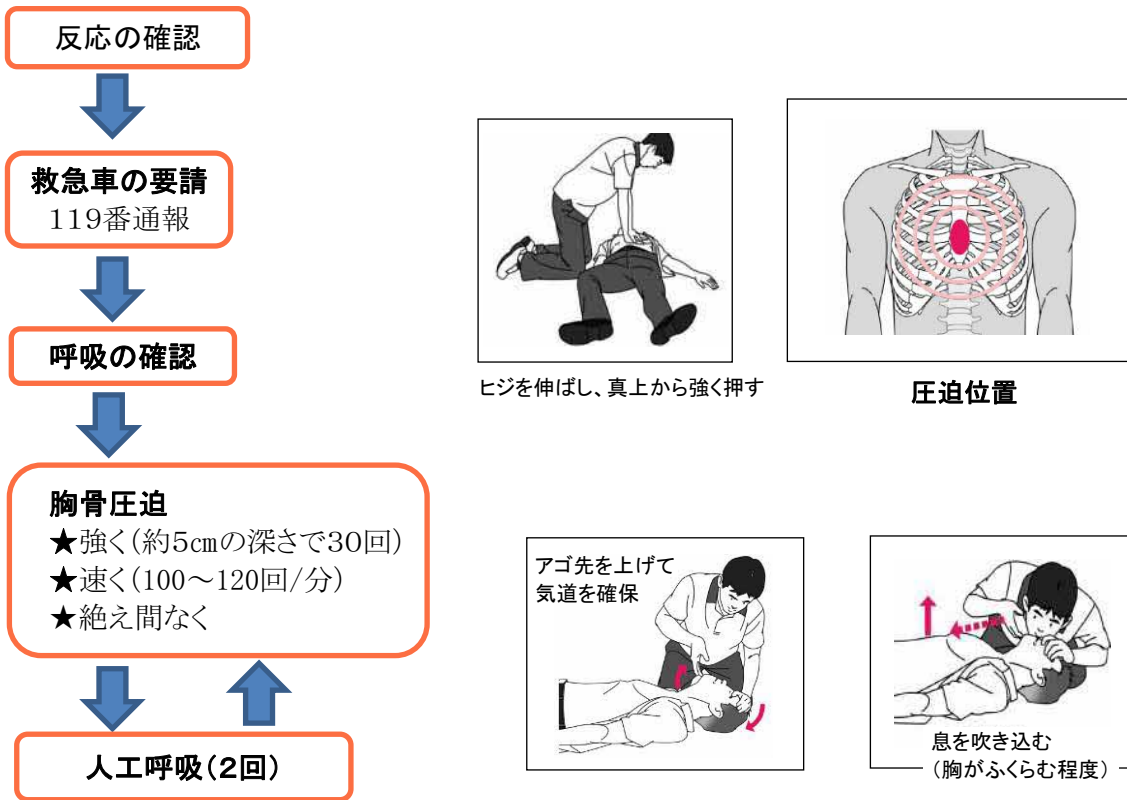 反応の確認
救急車の要請
119番通報
呼吸の確認
胸骨圧迫
★強く(約5㎝の深さで30回)
★速く(100～120回/分)
★絶え間なく
人工呼吸(2回)
ヒジを伸ばし、真上から強く押す
圧迫位置
アゴ先を上げて
気道を確保
息を吹き込む
(胸がふくらむ程度)